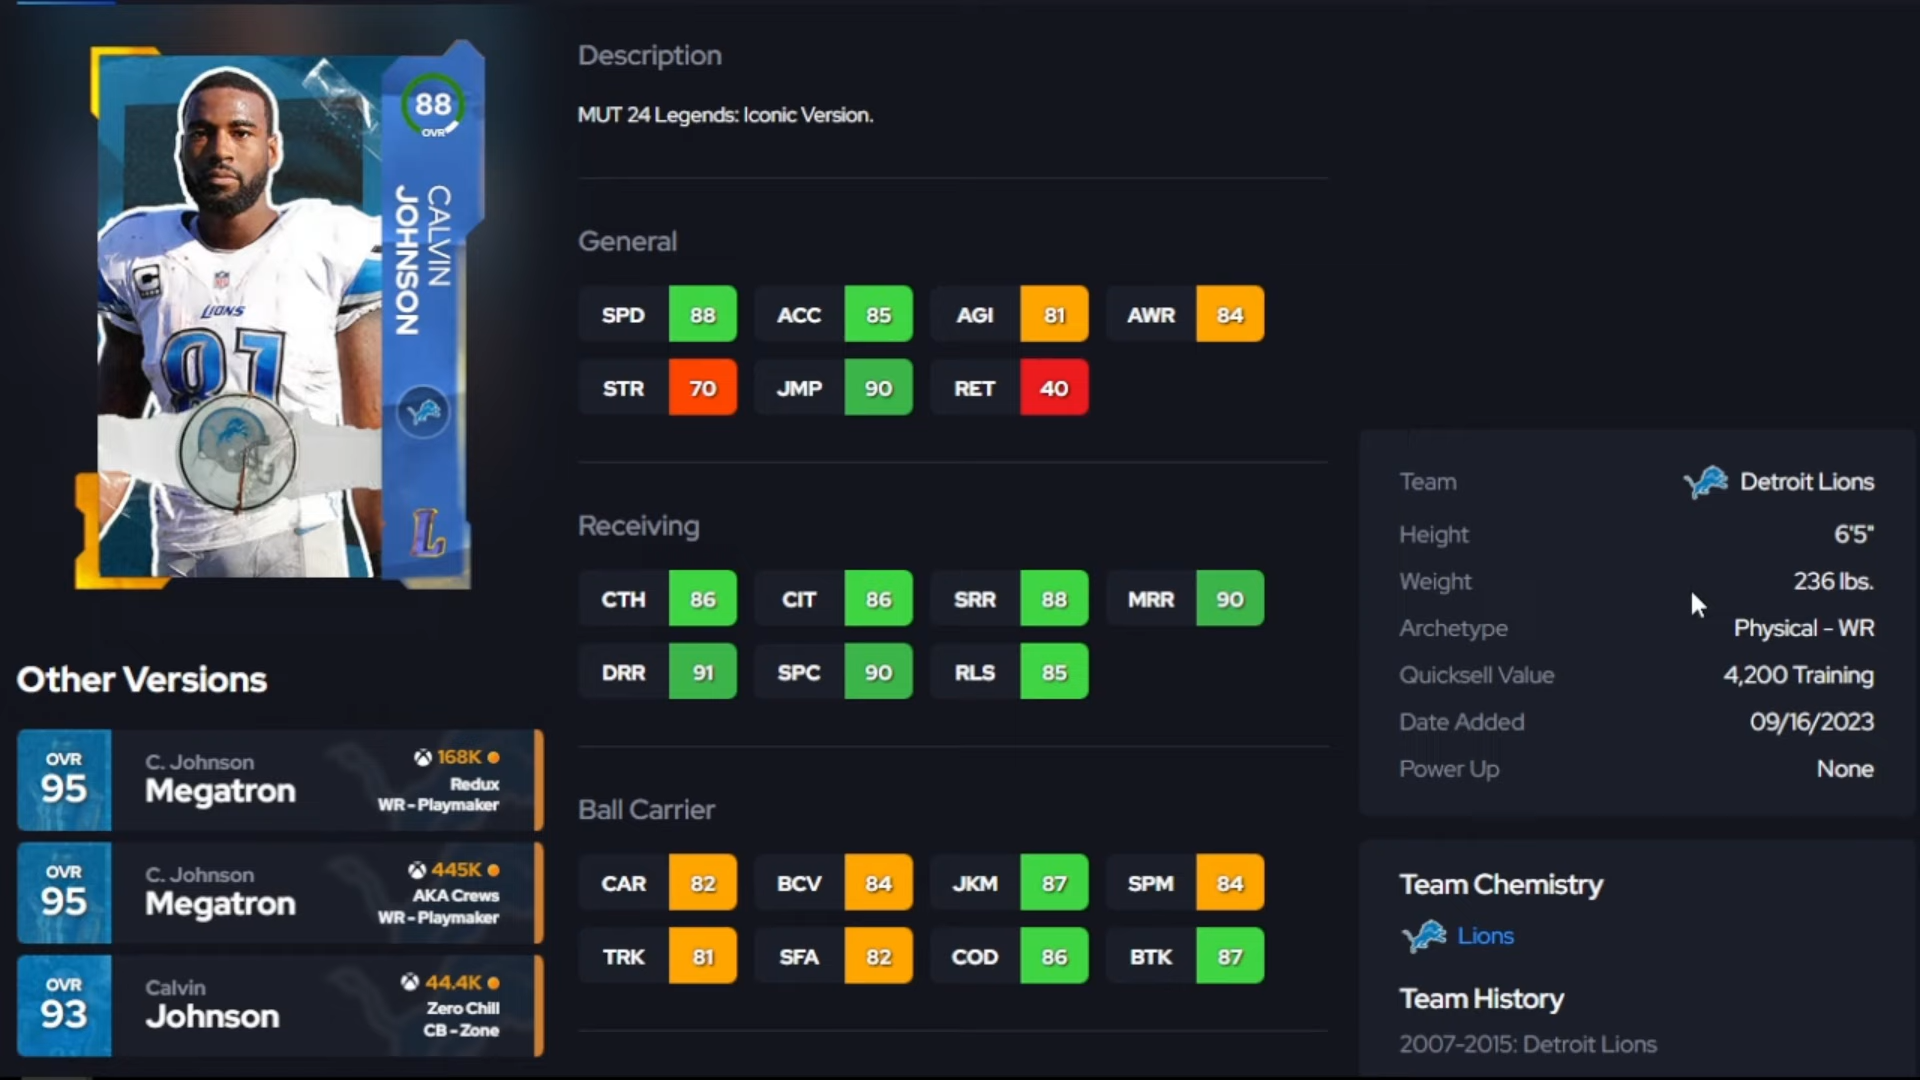 88
OVR
CALVIN
JOHNSON
C
LIONS
81
L
Description
MUT 24 Legends: Iconic Version.
General
SPD 88 ACC 85 AGI 81 AWR 84
STR 70 JMP 90 RET 40
Receiving
CTH 86 CIT 86 SRR 88 MRR 90
DRR 91 SPC 90 RLS 85
Ball Carrier
CAR 82 BCV 84 JKM 87 SPM 84
TRK 81 SFA 82 COD 86 BTK 87
Team Detroit Lions
Height 6'5"
Weight 236 lbs.
Archetype Physical - WR
Quicksell Value 4,200 Training
Date Added 09/16/2023
Power Up None
Team Chemistry
Lions
Team History
2007-2015: Detroit Lions
Other Versions
OVR
95
C. Johnson
Megatron
168K
Redux
WR - Playmaker
OVR
95
C. Johnson
Megatron
445K
AKA Crews
WR - Playmaker
OVR
93
Calvin
Johnson
44.4K
Zero Chill
CB - Zone